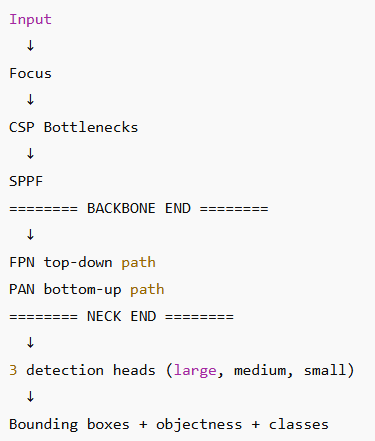 Input
↓
Focus
↓
CSP Bottlenecks
↓
SPPF
======== BACKBONE END ========
↓
FPN top-down path
PAN bottom-up path
======== NECK END ========
↓
3 detection heads (large, medium, small)
↓
Bounding boxes + objectness + classes